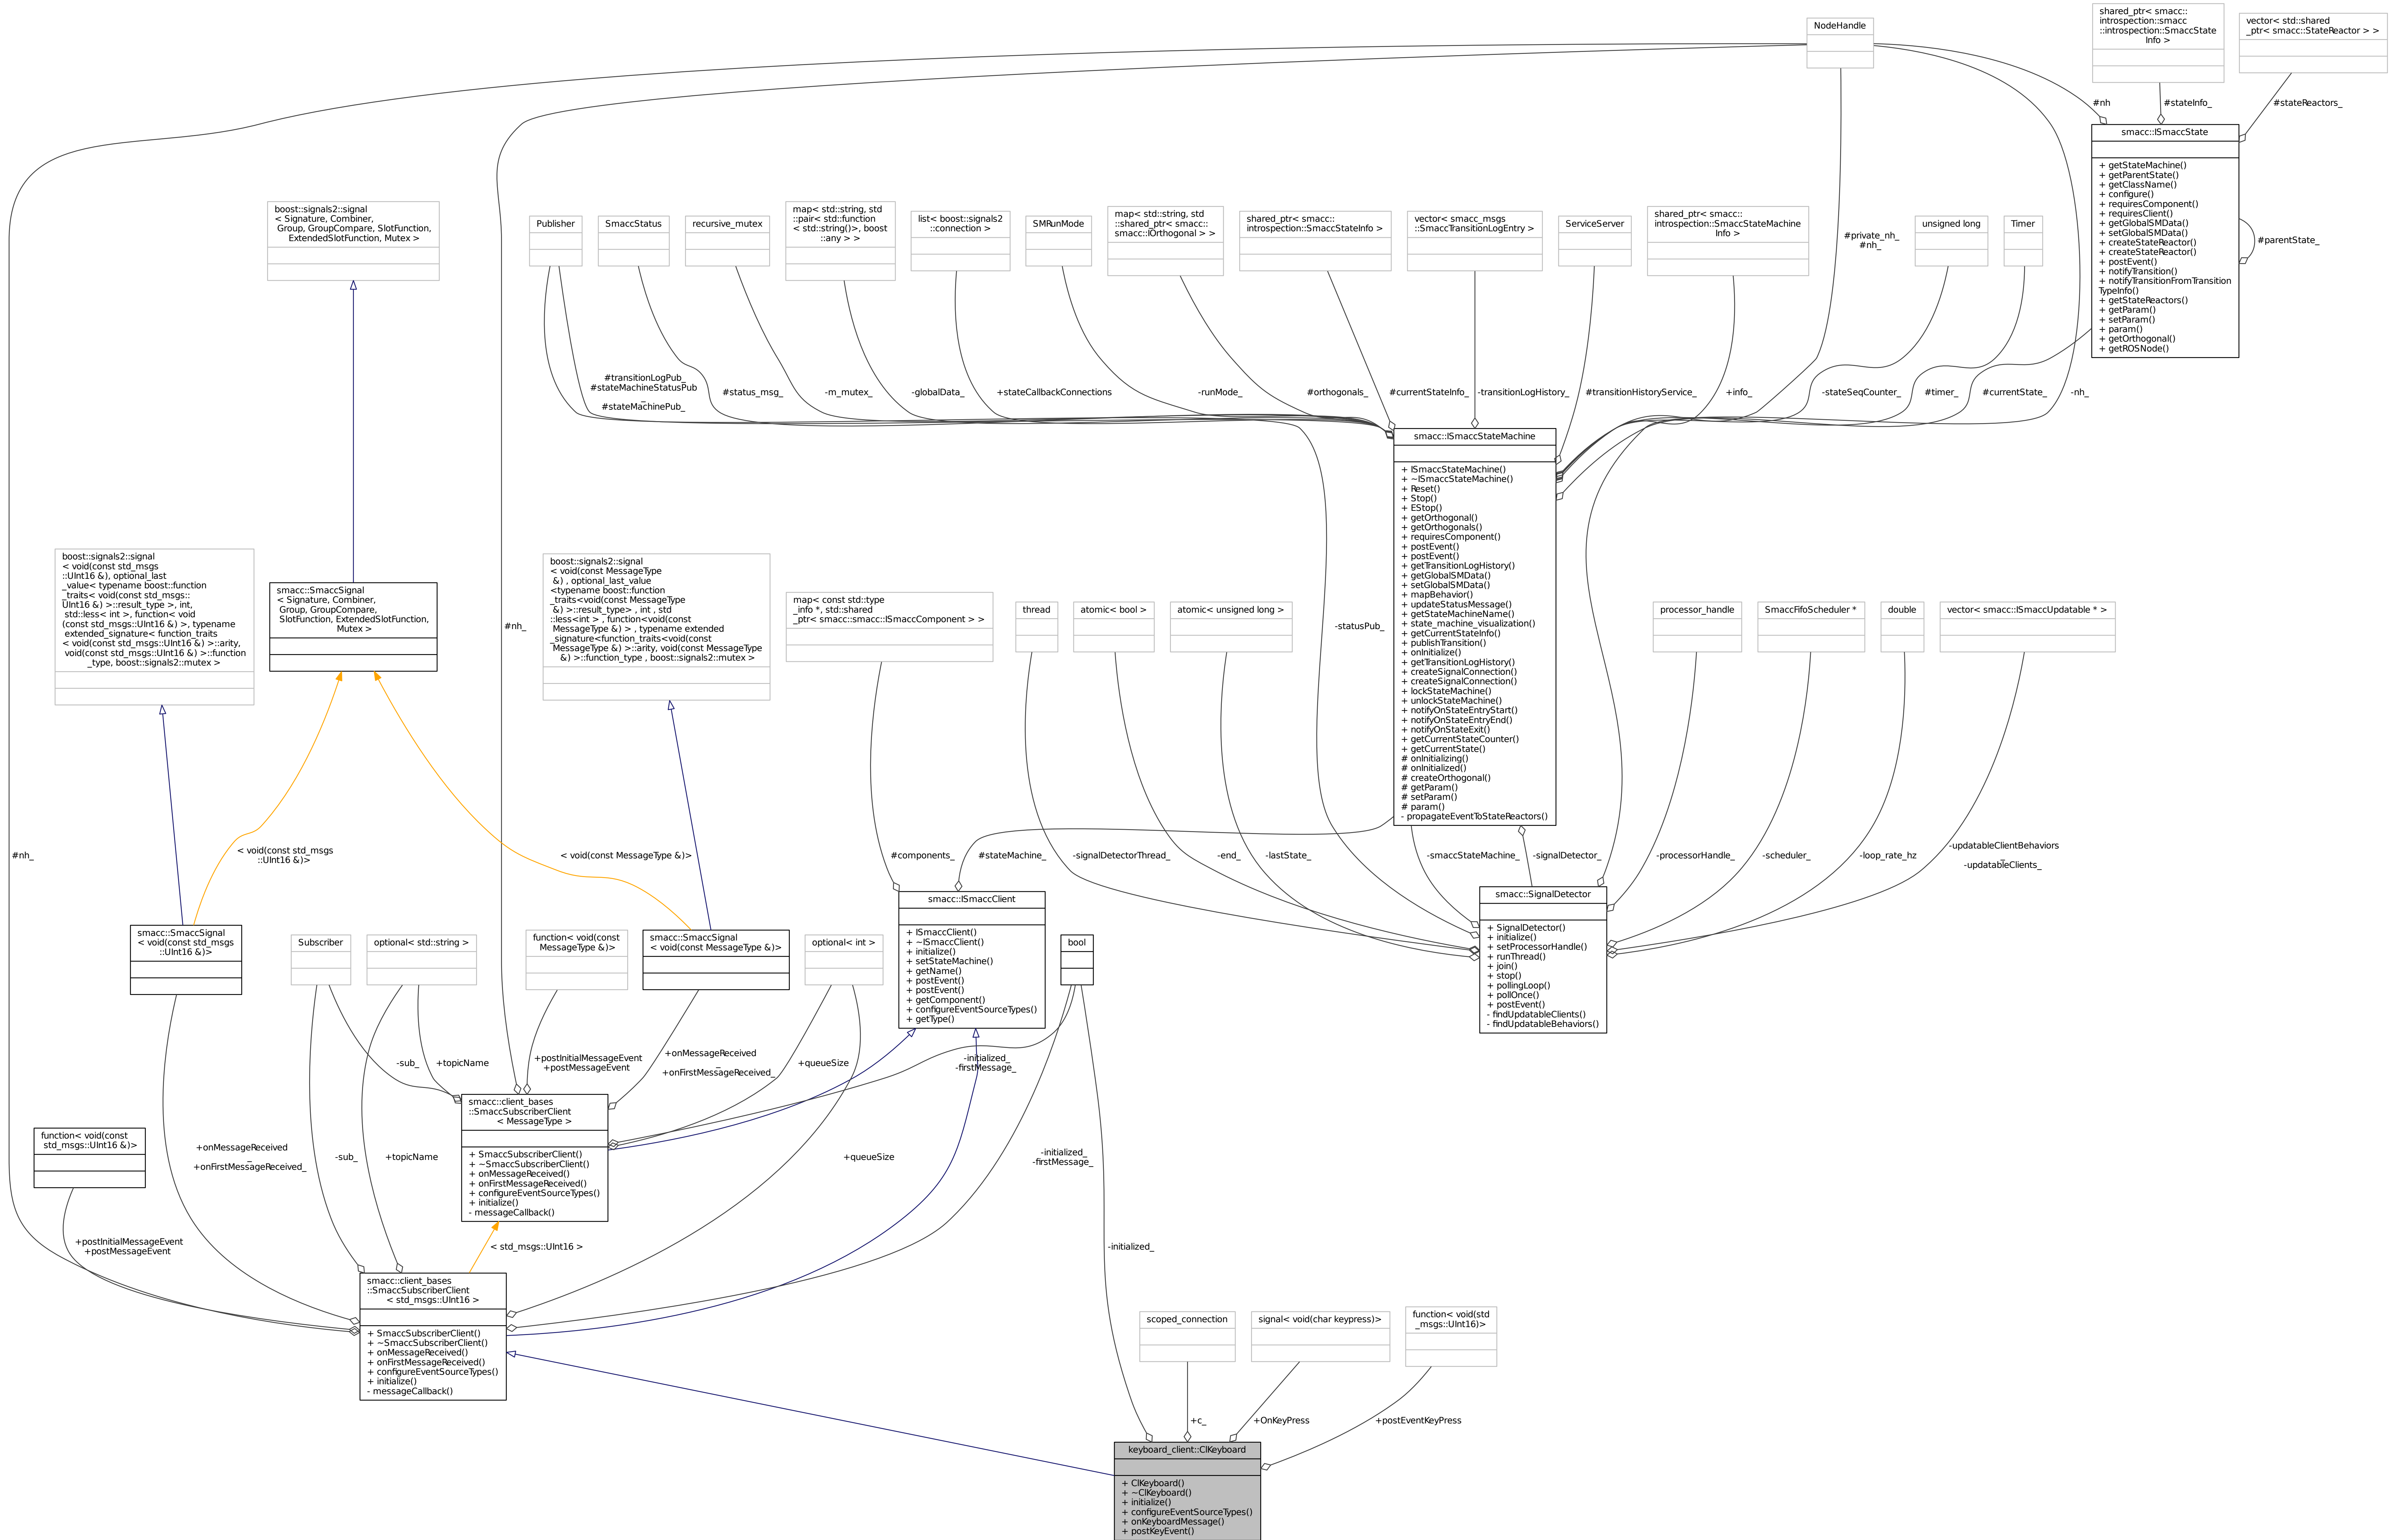 NodeHandle
shared_ptr< smacc::
introspection::smacc
::introspection::SmaccState
Info >
vector< std::shared
_ptr< smacc::StateReactor > >
#nh
#stateInfo_
#stateReactors_
smacc::ISmaccState
+ getStateMachine()
+ getParentState()
+ getClassName()
+ configure()
+ requiresComponent()
+ requiresClient()
+ getGlobalSMData()
+ setGlobalSMData()
+ createStateReactor()
+ createStateReactor()
+ postEvent()
+ notifyTransition()
+ notifyTransitionFromTransition
TypeInfo()
+ getStateReactors()
+ getParam()
+ setParam()
+ param()
+ getOrthogonal()
+ getROSNode()
#parentState_
boost::signals2::signal
< Signature, Combiner,
Group, GroupCompare, SlotFunction,
ExtendedSlotFunction, Mutex >
Publisher
SmaccStatus
recursive_mutex
map< std::string, std
::pair< std::function
< std::string()>, boost
::any > >
list< boost::signals2
::connection >
SMRunMode
map< std::string, std
::shared_ptr< smacc::
smacc::IOrthogonal > >
shared_ptr< smacc::
introspection::SmaccStateInfo >
vector< smacc_msgs
::SmaccTransitionLogEntry >
ServiceServer
shared_ptr< smacc::
introspection::SmaccStateMachine
Info >
#private_nh_
#nh_
unsigned long
Timer
#transitionLogPub_
#stateMachineStatusPub
_
#stateMachinePub_
#status_msg_
-m_mutex_
-globalData_
+stateCallbackConnections
-runMode_
#orthogonals_
#currentStateInfo_
-transitionLogHistory_
#transitionHistoryService_
+info_
-stateSeqCounter_
#timer_
#currentState_
-nh_
smacc::ISmaccStateMachine
+ ISmaccStateMachine()
+ ~ISmaccStateMachine()
+ Reset()
+ Stop()
+ EStop()
+ getOrthogonal()
+ getOrthogonals()
+ requiresComponent()
+ postEvent()
+ postEvent()
+ getTransitionLogHistory()
+ getGlobalSMData()
+ setGlobalSMData()
+ mapBehavior()
+ updateStatusMessage()
+ getStateMachineName()
+ state_machine_visualization()
+ getCurrentStateInfo()
+ publishTransition()
+ onInitialize()
+ getTransitionLogHistory()
+ createSignalConnection()
+ createSignalConnection()
+ lockStateMachine()
+ unlockStateMachine()
+ notifyOnStateEntryStart()
+ notifyOnStateEntryEnd()
+ notifyOnStateExit()
+ getCurrentStateCounter()
+ getCurrentState()
# onInitializing()
# onInitialized()
# createOrthogonal()
# getParam()
# setParam()
# param()
- propagateEventToStateReactors()
boost::signals2::signal
< void(const std_msgs
::UInt16 &), optional_last
_value< typename boost::function
_traits< void(const std_msgs::
UInt16 &) >::result_type >, int,
std::less< int >, function< void
(const std_msgs::UInt16 &) >, typename
extended_signature< function_traits
< void(const std_msgs::UInt16 &) >::arity,
void(const std_msgs::UInt16 &) >::function
_type, boost::signals2::mutex >
smacc::SmaccSignal
< Signature, Combiner,
Group, GroupCompare,
SlotFunction, ExtendedSlotFunction,
Mutex >
#nh_
boost::signals2::signal
< void(const MessageType
&) , optional_last_value
<typename boost::function
_traits<void(const MessageType
&) >::result_type> , int , std
::less<int > , function<void(const
MessageType &) > , typename extended
_signature<function_traits<void(const
MessageType &) >::arity, void(const MessageType
&) >::function_type , boost::signals2::mutex >
map< const std::type
_info *, std::shared
_ptr< smacc::smacc::ISmaccComponent > >
thread
atomic< bool >
atomic< unsigned long >
-statusPub_
processor_handle
SmaccFifoScheduler *
double
vector< smacc::ISmaccUpdatable * >
#nh_
< void(const std_msgs
::UInt16 &)>
< void(const MessageType &)>
#components_
#stateMachine_
-signalDetectorThread_
-end_
-lastState_
-smaccStateMachine_
-signalDetector_
-processorHandle_
-scheduler_
-loop_rate_hz
-updatableClientBehaviors
_
-updatableClients_
smacc::SmaccSignal
< void(const std_msgs
::UInt16 &)>
Subscriber
optional< std::string >
function< void(const
MessageType &)>
smacc::SmaccSignal
< void(const MessageType &)>
optional< int >
smacc::ISmaccClient
+ ISmaccClient()
+ ~ISmaccClient()
+ initialize()
+ setStateMachine()
+ getName()
+ postEvent()
+ postEvent()
+ getComponent()
+ configureEventSourceTypes()
+ getType()
bool
smacc::SignalDetector
+ SignalDetector()
+ initialize()
+ setProcessorHandle()
+ runThread()
+ join()
+ stop()
+ pollingLoop()
+ pollOnce()
+ postEvent()
- findUpdatableClients()
- findUpdatableBehaviors()
-sub_
+topicName
+postInitialMessageEvent
+postMessageEvent
+onMessageReceived
_
+onFirstMessageReceived_
+queueSize
-initialized_
-firstMessage_
smacc::client_bases
::SmaccSubscriberClient
< MessageType >
+ SmaccSubscriberClient()
+ ~SmaccSubscriberClient()
+ onMessageReceived()
+ onFirstMessageReceived()
+ configureEventSourceTypes()
+ initialize()
- messageCallback()
function< void(const
std_msgs::UInt16 &)>
+onMessageReceived
_
+onFirstMessageReceived_
-sub_
+topicName
+queueSize
-initialized_
-firstMessage_
+postInitialMessageEvent
+postMessageEvent
< std_msgs::UInt16 >
-initialized_
smacc::client_bases
::SmaccSubscriberClient
< std_msgs::UInt16 >
+ SmaccSubscriberClient()
+ ~SmaccSubscriberClient()
+ onMessageReceived()
+ onFirstMessageReceived()
+ configureEventSourceTypes()
+ initialize()
- messageCallback()
scoped_connection
signal< void(char keypress)>
function< void(std
_msgs::UInt16)>
+c_
+OnKeyPress
+postEventKeyPress
keyboard_client::ClKeyboard
+ ClKeyboard()
+ ~ClKeyboard()
+ initialize()
+ configureEventSourceTypes()
+ onKeyboardMessage()
+ postKeyEvent()